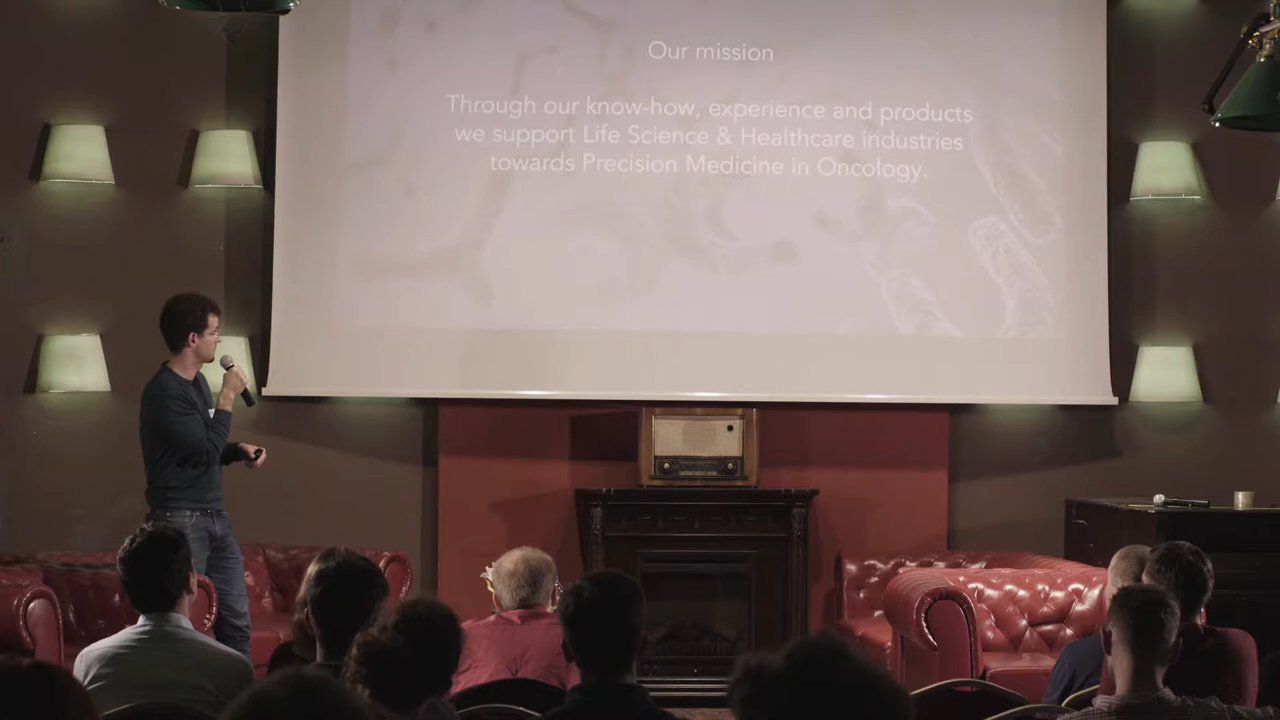 Our mission
Through our know-how, experience and products
we support Life Science & Healthcare industries
towards Precision Medicine in Oncology.